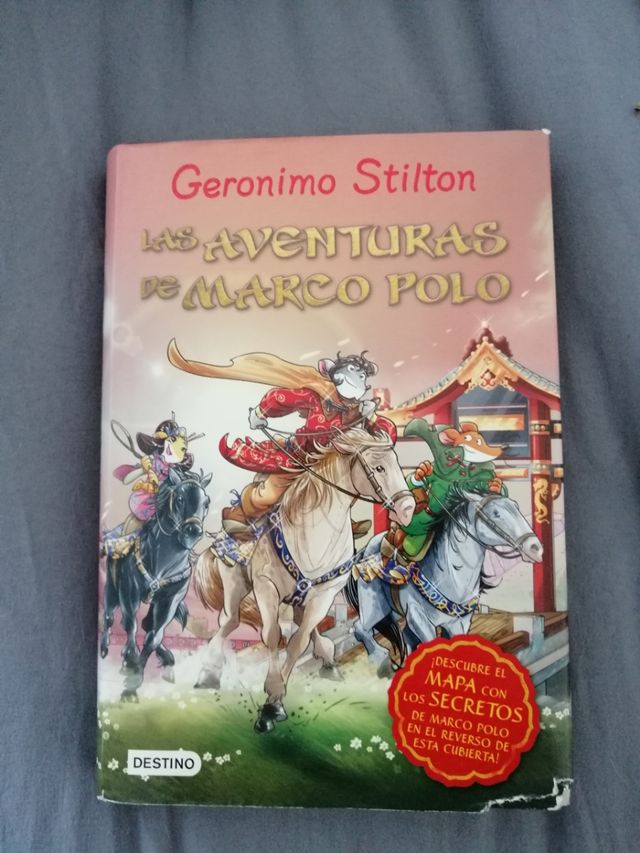 Geronimo Stilton
LAS AVENTURAS
DE MARCO POLO
¡DESCUBRE EL
MAPA CON
LOS SECRETOS
DE MARCO POLO
EN EL REVERSO DE
ESTA CUBIERTA!
DESTINO